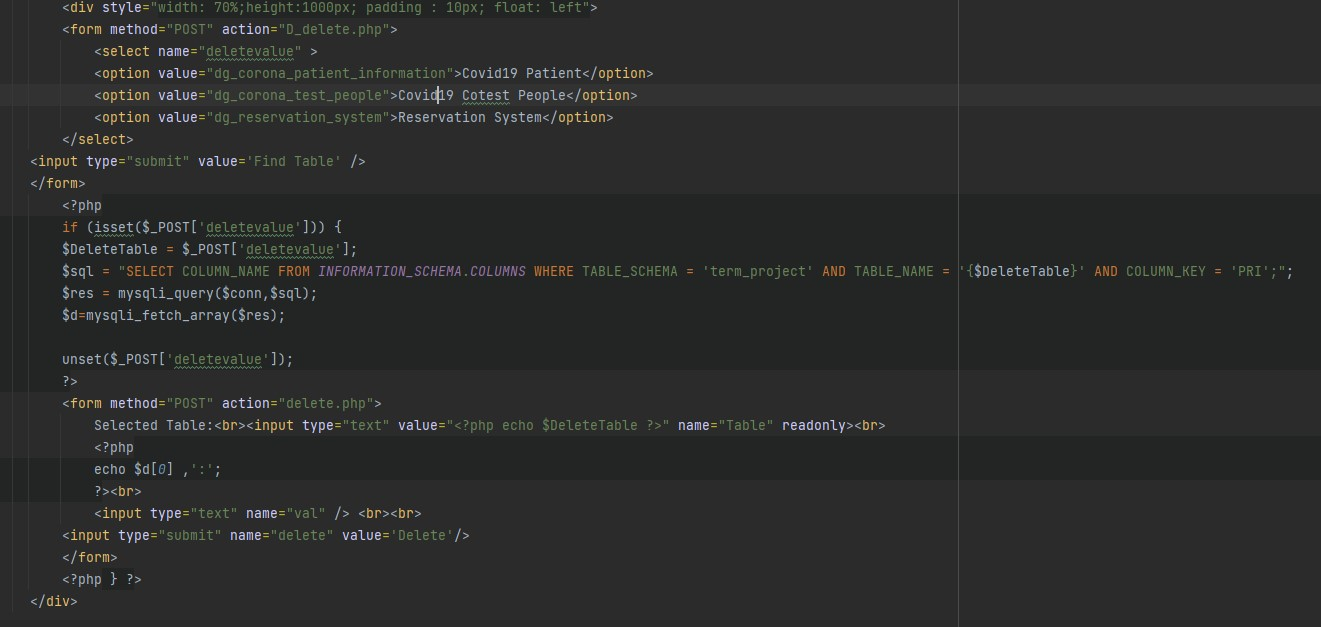 <div style="width: 70%;height:1000px; padding : 10px; float: left">
<form method="POST" action="D_delete.php">
<select name="deletevalue" >
<option value="dg_corona_patient_information">Covid19 Patient</option>
<option value="dg_corona_test_people">Covid19 Cotest People</option>
<option value="dg_reservation_system">Reservation System</option>
</select>
<input type="submit" value='Find Table' />
</form>
<?php
if (isset($_POST['deletevalue'])) {
$DeleteTable = $_POST['deletevalue'];
$sql = "SELECT COLUMN_NAME FROM INFORMATION_SCHEMA.COLUMNS WHERE TABLE_SCHEMA = 'term_project' AND TABLE_NAME = '{$DeleteTable}' AND COLUMN_KEY = 'PRI';";
$res = mysqli_query($conn,$sql);
$d=mysqli_fetch_array($res);
unset($_POST['deletevalue']);
?>
<form method="POST" action="delete.php">
Selected Table:<br><input type="text" value="<?php echo $DeleteTable ?>" name="Table" readonly><br>
<?php
echo $d[0] ,':';
?><br>
<input type="text" name="val" /> <br><br>
<input type="submit" name="delete" value='Delete'/>
</form>
<?php } ?>
</div>